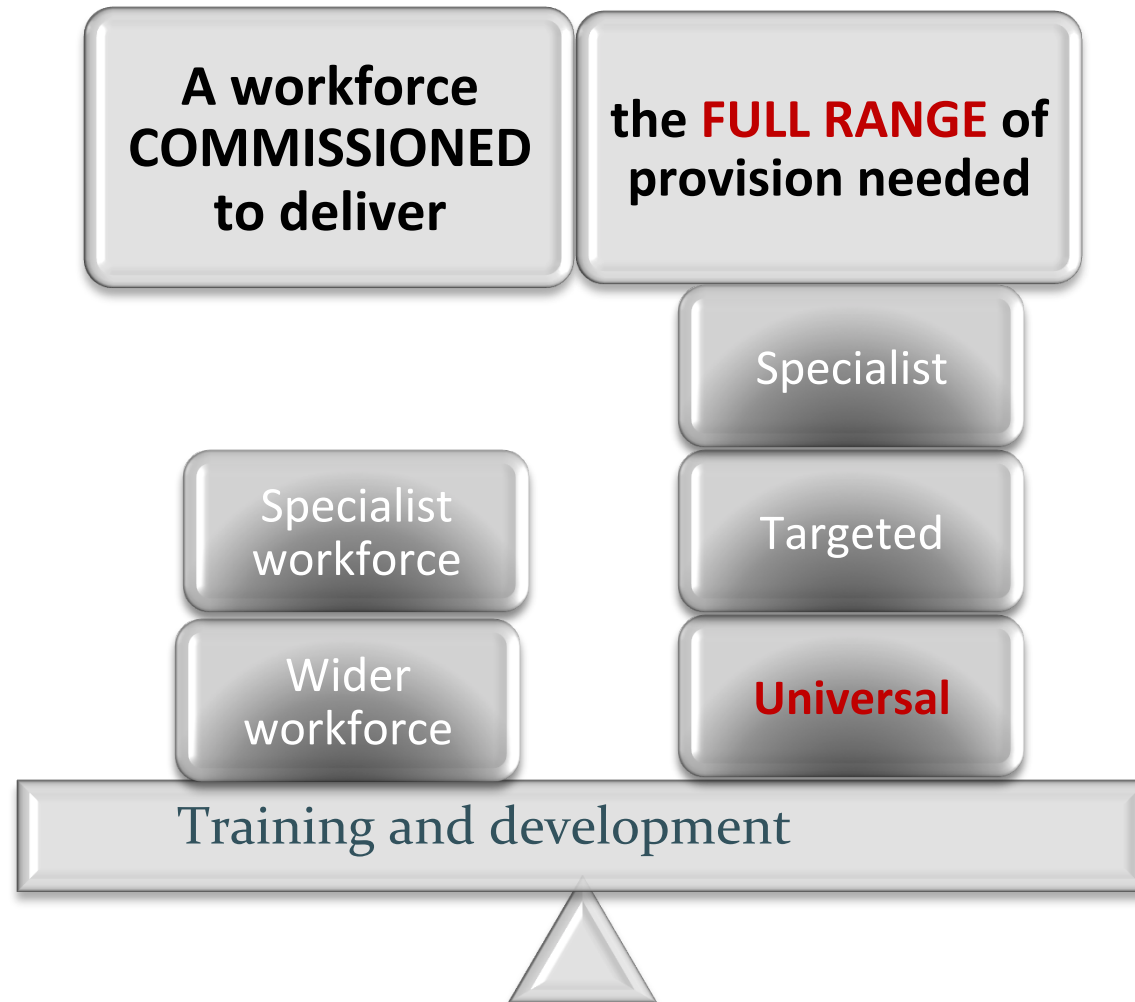 A workforce
COMMISSIONED
to deliver
the FULL RANGE of
provision needed
Specialist
Specialist
workforce
Targeted
Wider
workforce
Universal
Training and development